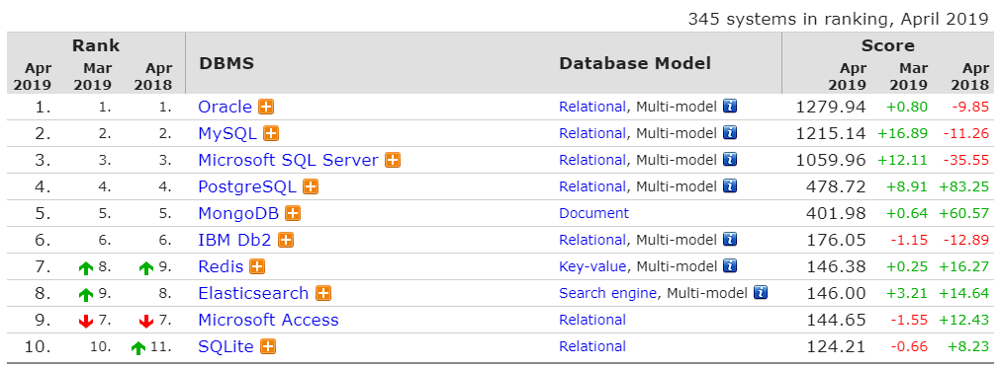 345 systems in ranking, April 2019
Rank DBMS Database Model Score
Apr 2019 Mar 2019 Apr 2018 Apr 2019 Mar 2019 Apr 2018
1. 1. 1. Oracle Relational, Multi-model 1279.94 +0.80 -9.85
2. 2. 2. MySQL Relational, Multi-model 1215.14 +16.89 -11.26
3. 3. 3. Microsoft SQL Server Relational, Multi-model 1059.96 +12.11 -35.55
4. 4. 4. PostgreSQL Relational, Multi-model 478.72 +8.91 +83.25
5. 5. 5. MongoDB Document 401.98 +0.64 +60.57
6. 6. 6. IBM Db2 Relational, Multi-model 176.05 -1.15 -12.89
7. 8. 9. Redis Key-value, Multi-model 146.38 +0.25 +16.27
8. 9. 8. Elasticsearch Search engine, Multi-model 146.00 +3.21 +14.64
9. 7. 7. Microsoft Access Relational 144.65 -1.55 +12.43
10. 10. 11. SQLite Relational 124.21 -0.66 +8.23